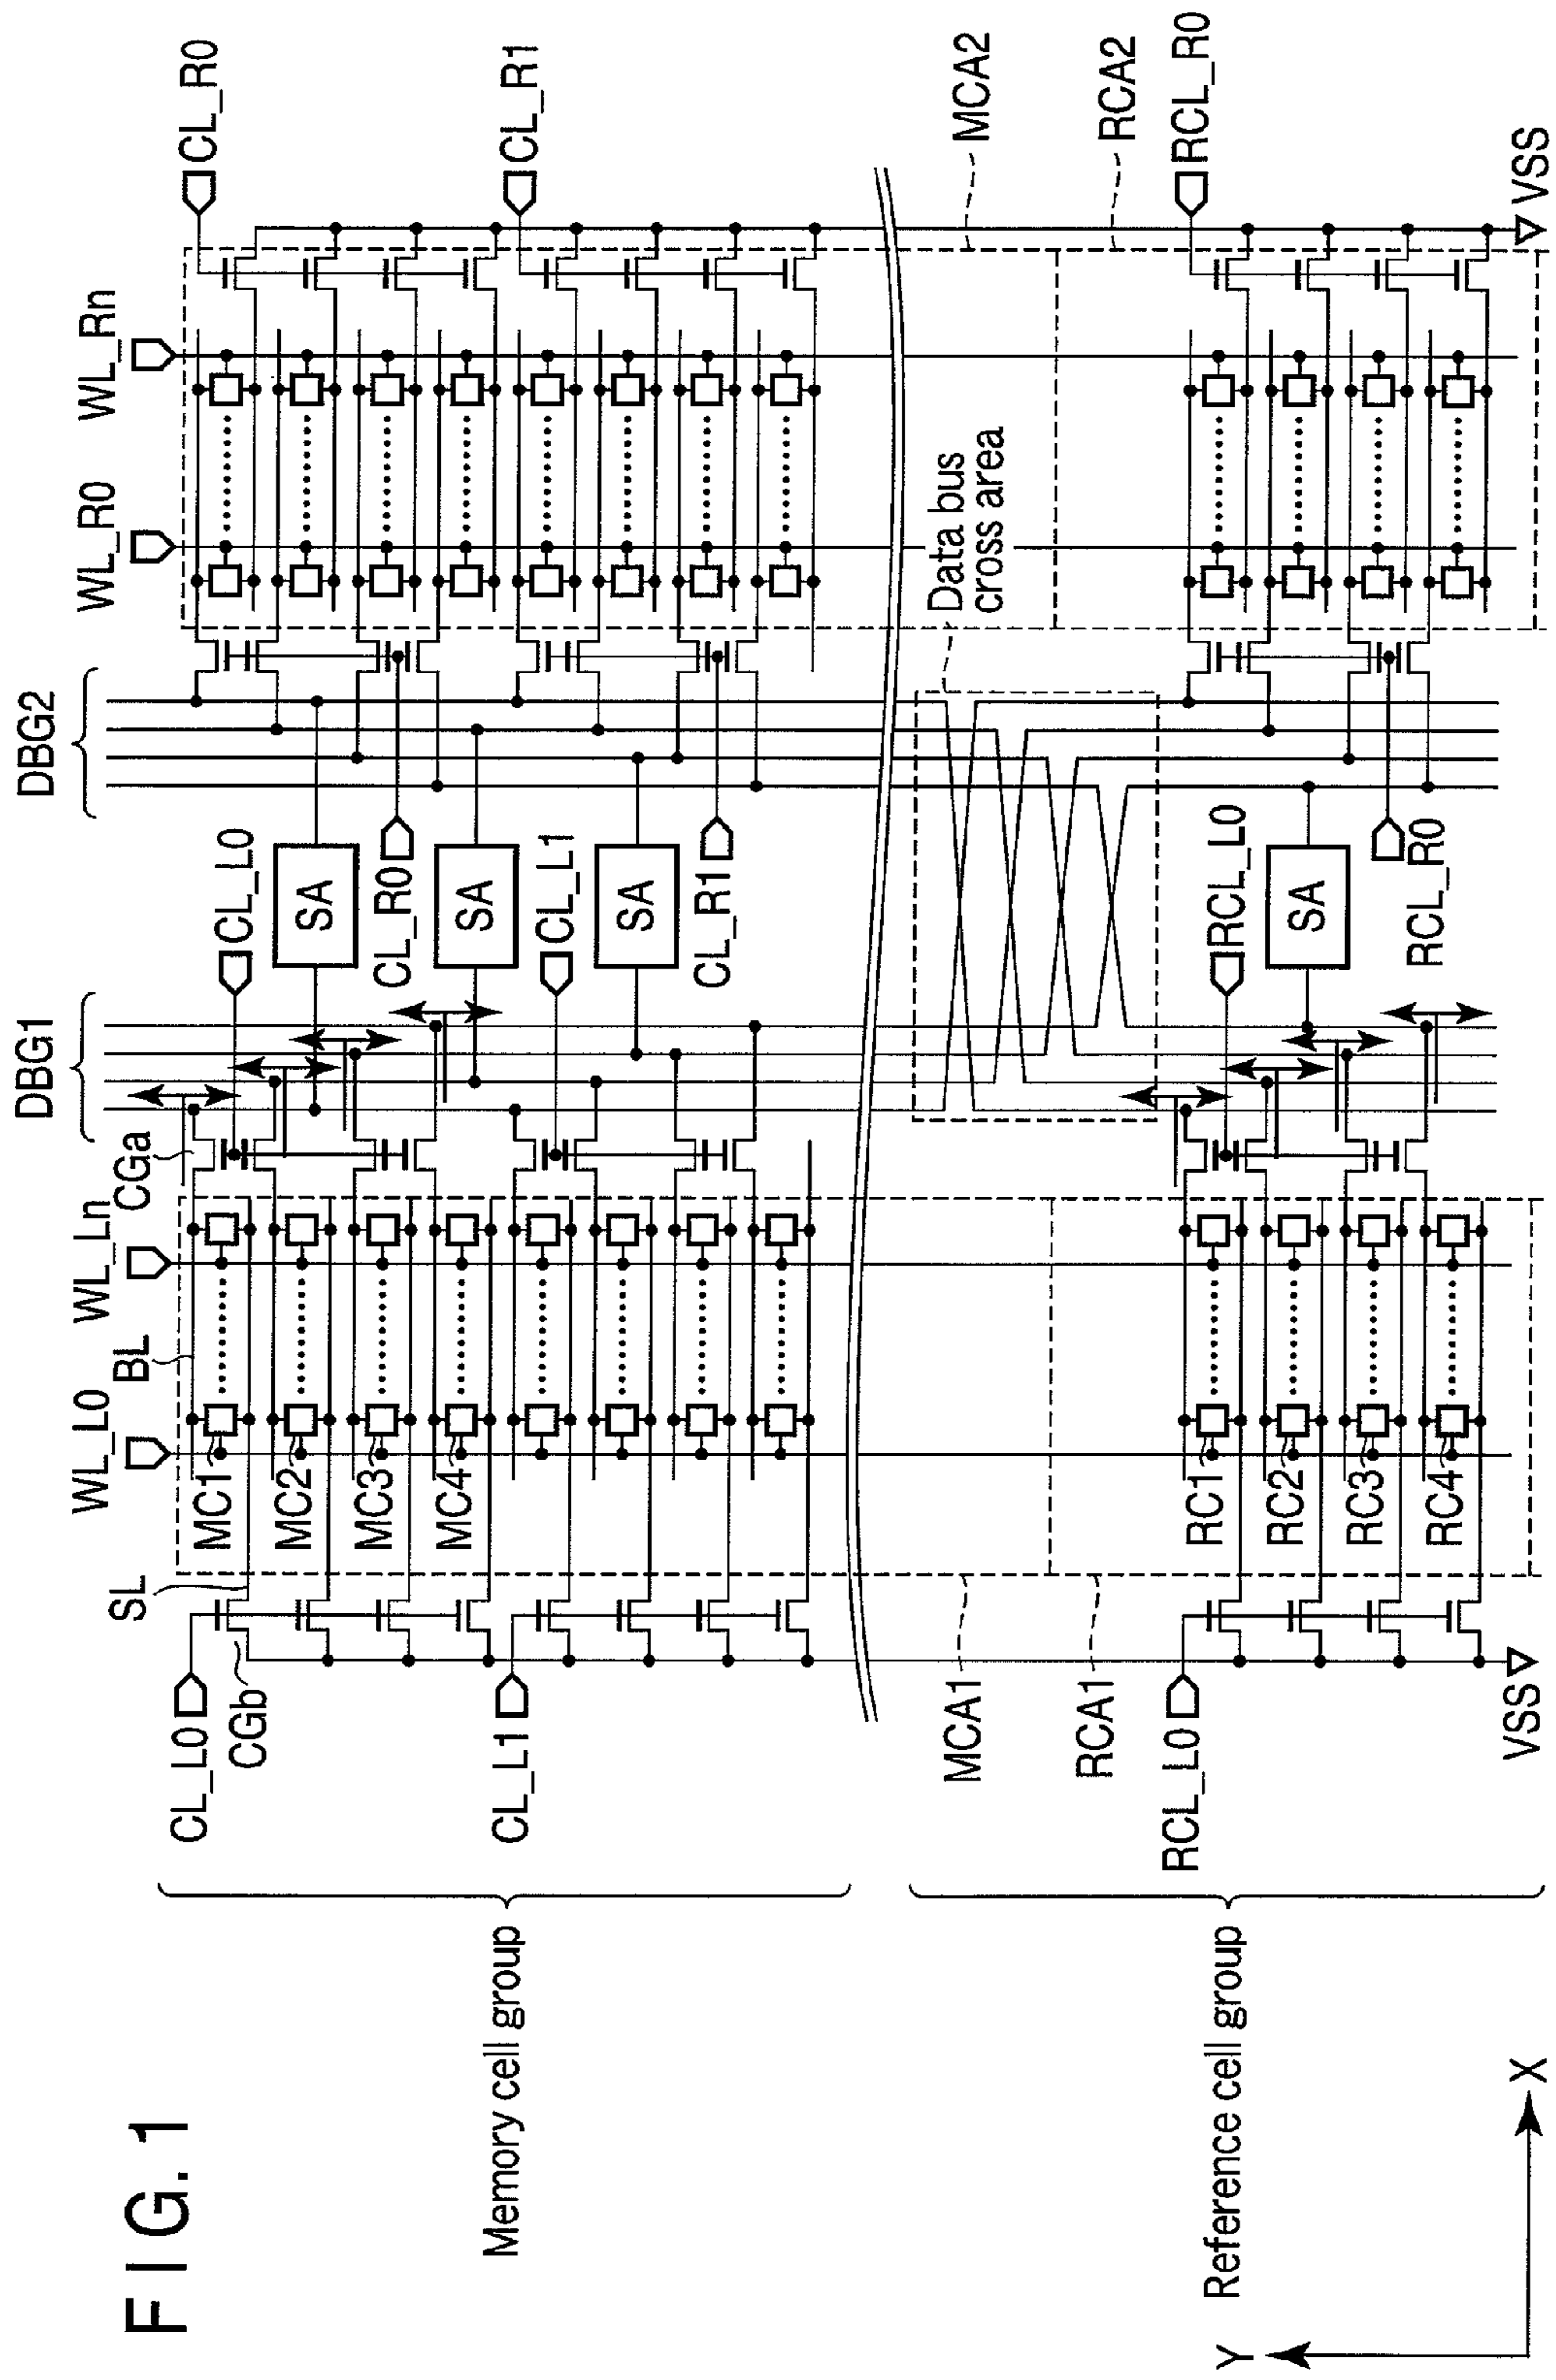 FIG. 1
Memory cell group
Reference cell group
Y
X
CL_L0
CGb
SL
CL_L1
MCA1
RCA1
RCL_L0
VSS
WL_L0
BL
WL_Ln
MC1
MC2
MC3
MC4
RC1
RC2
RC3
RC4
CGa
DBG1
CL_L0
SA
CL_R0
SA
CL_L1
SA
CL_R1
RCL_L0
SA
RCL_R0
DBG2
Data bus
cross area
WL_R0
WL_Rn
CL_R0
CL_R1
MCA2
RCA2
RCL_R0
VSS